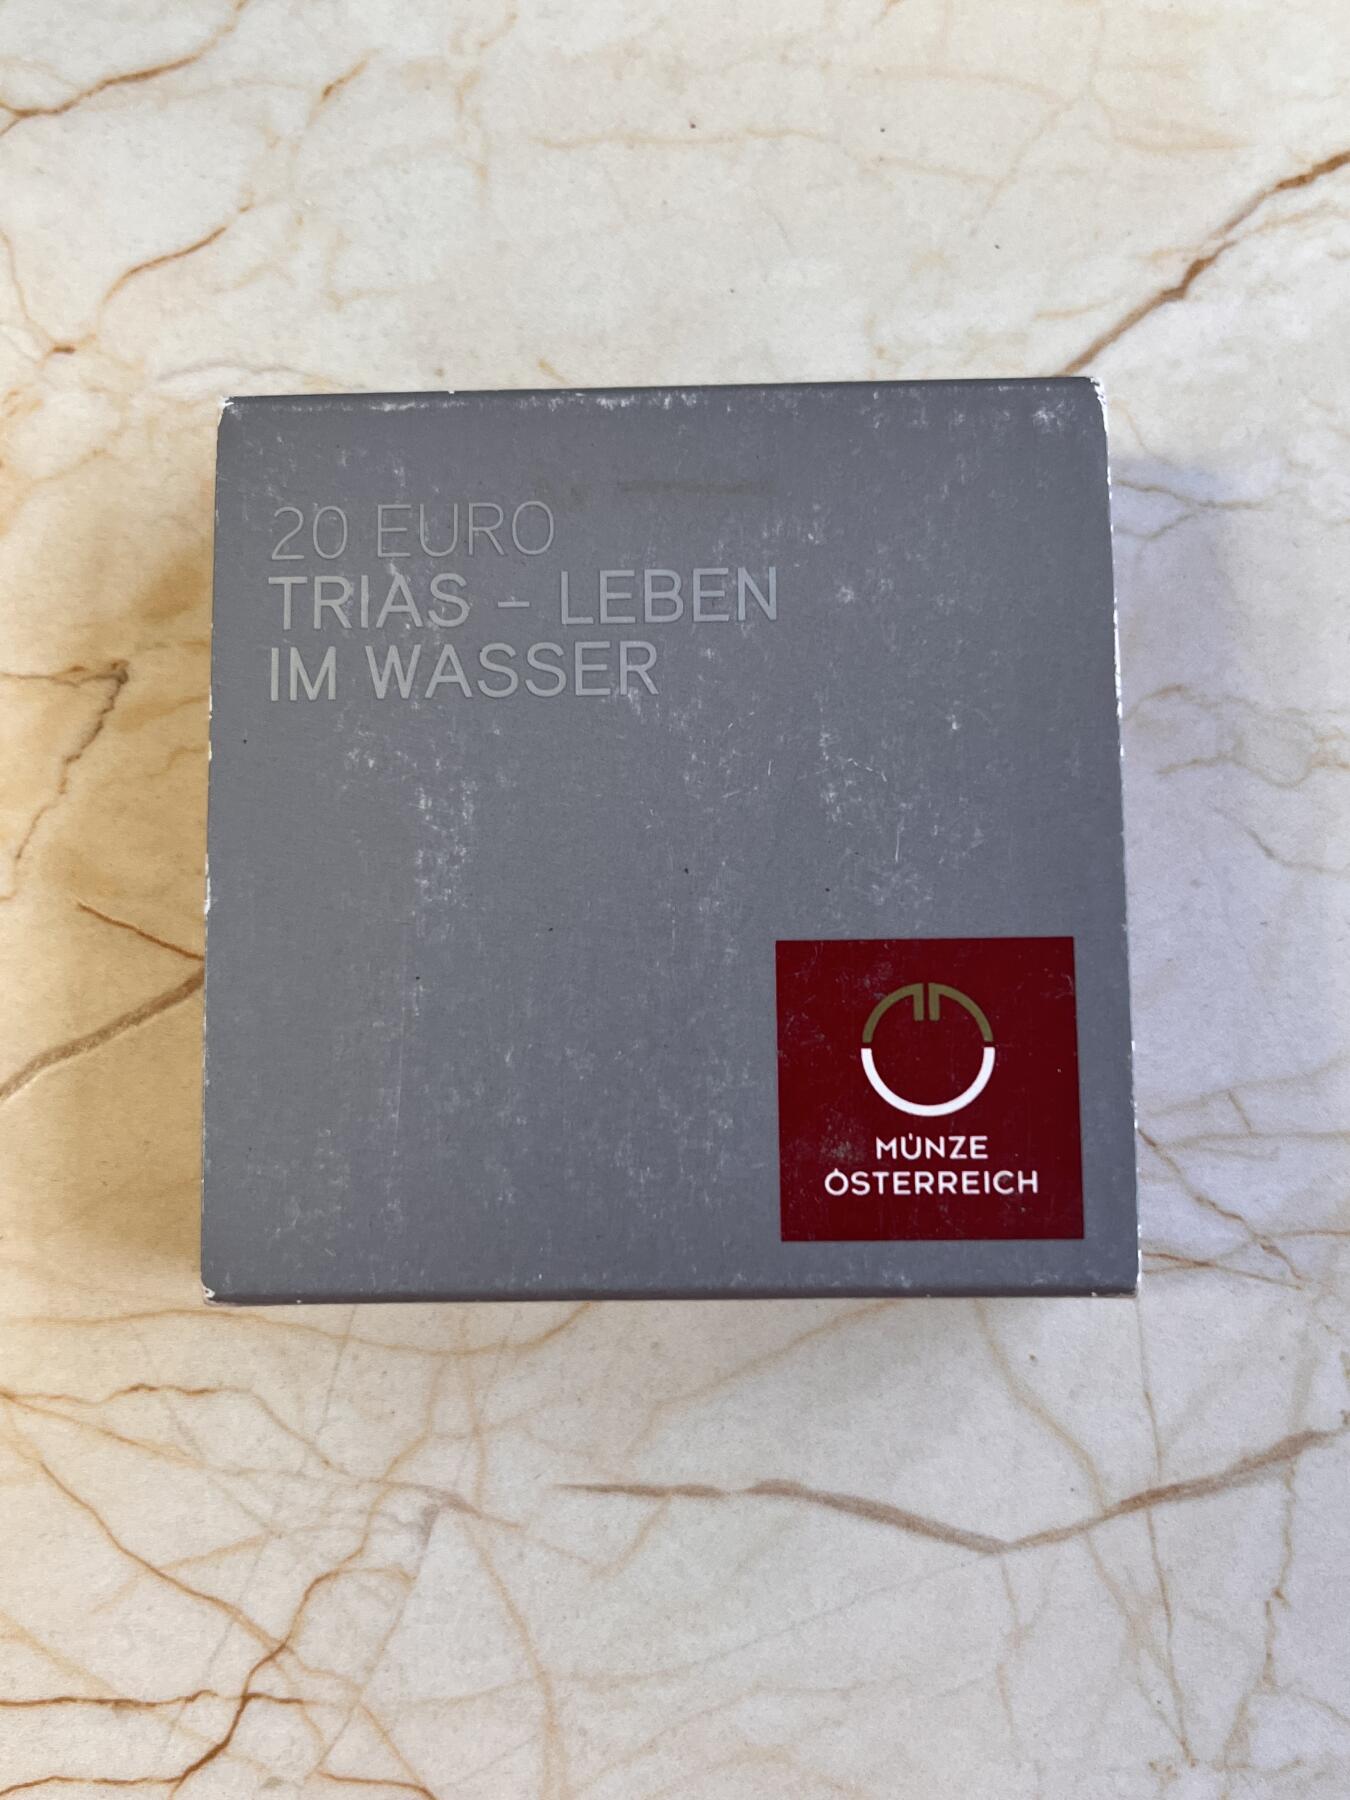 20 EURO
TRIAS – LEBEN
IM WASSER
MÜNZE
ÖSTERREICH